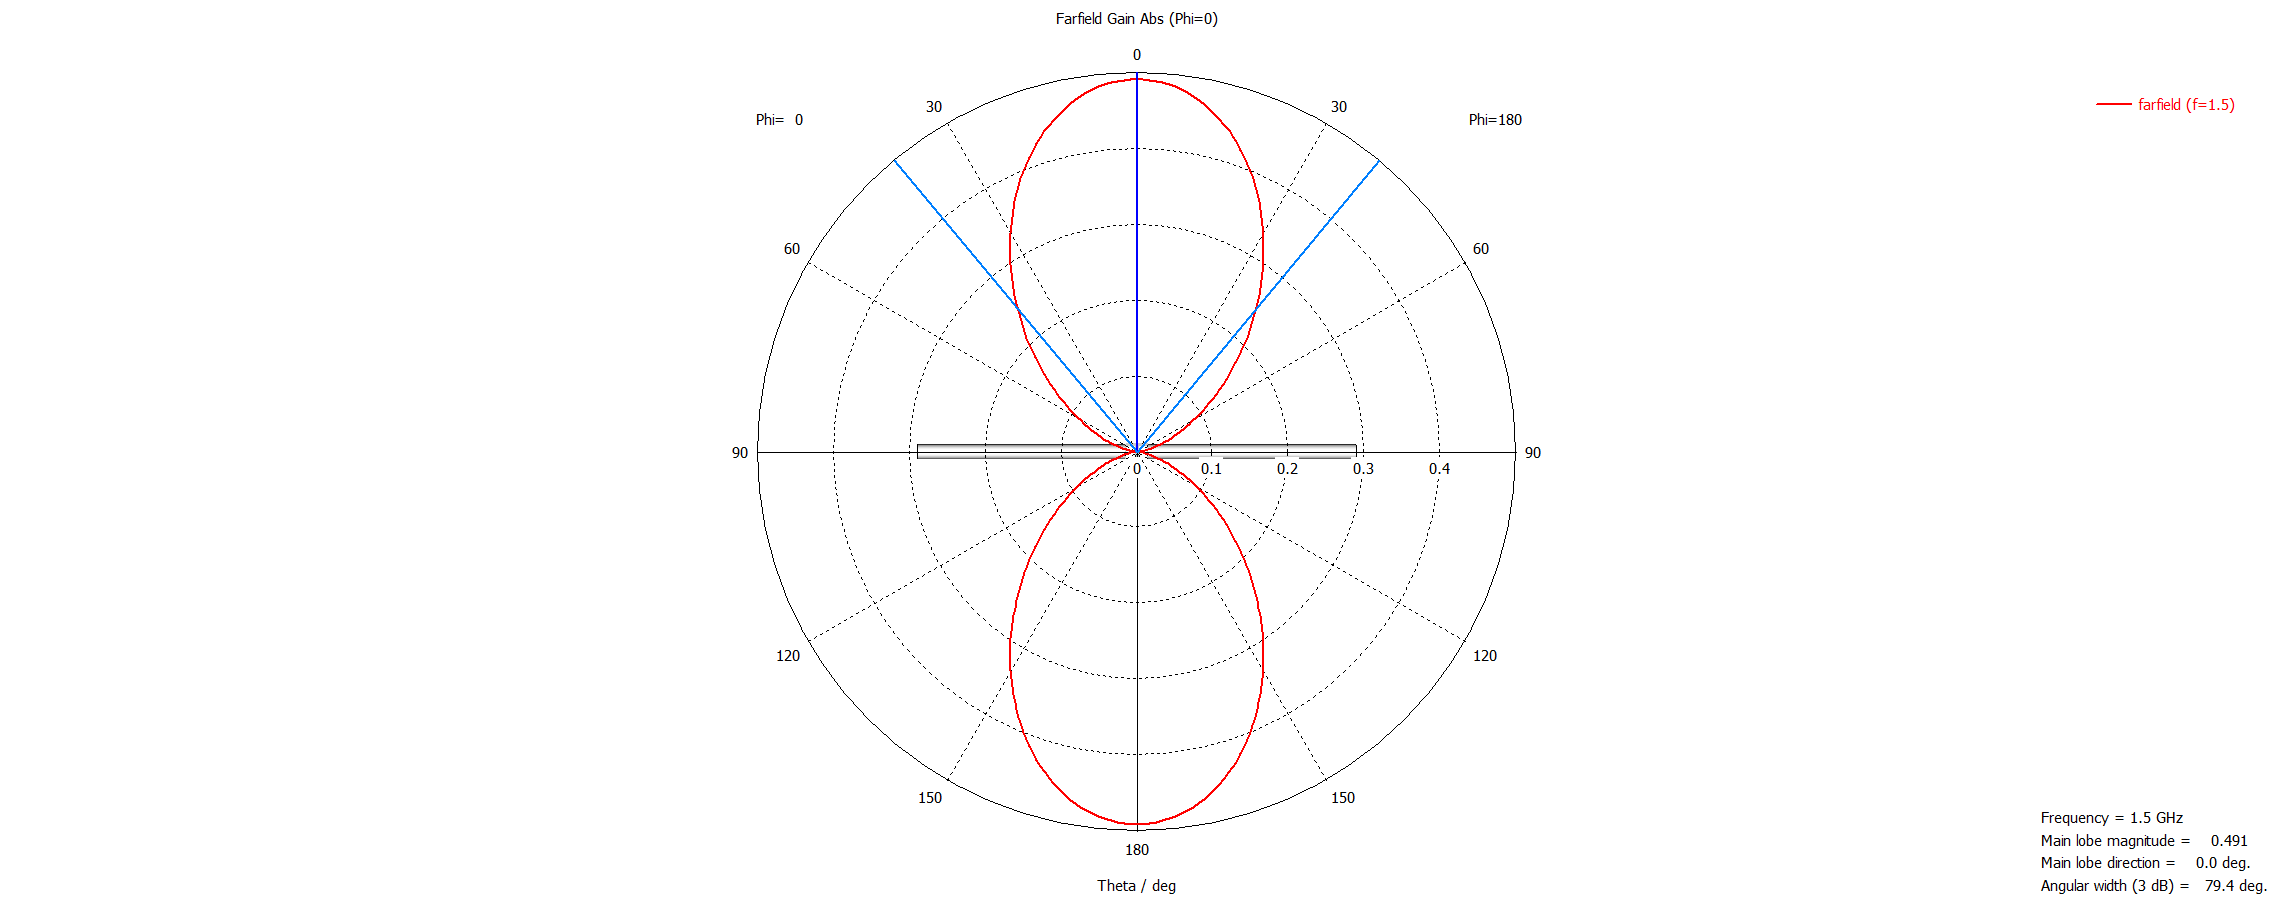 Farfield Gain Abs (Phi=0)
0
30
30
farfield (f=1.5)
Phi= 0
Phi=180
60
60
90
90
0
0.1
0.2
0.3
0.4
120
120
150
150
Frequency = 1.5 GHz
Main lobe magnitude = 0.491
180
Main lobe direction = 0.0 deg.
Theta / deg
Angular width (3 dB) = 79.4 deg.